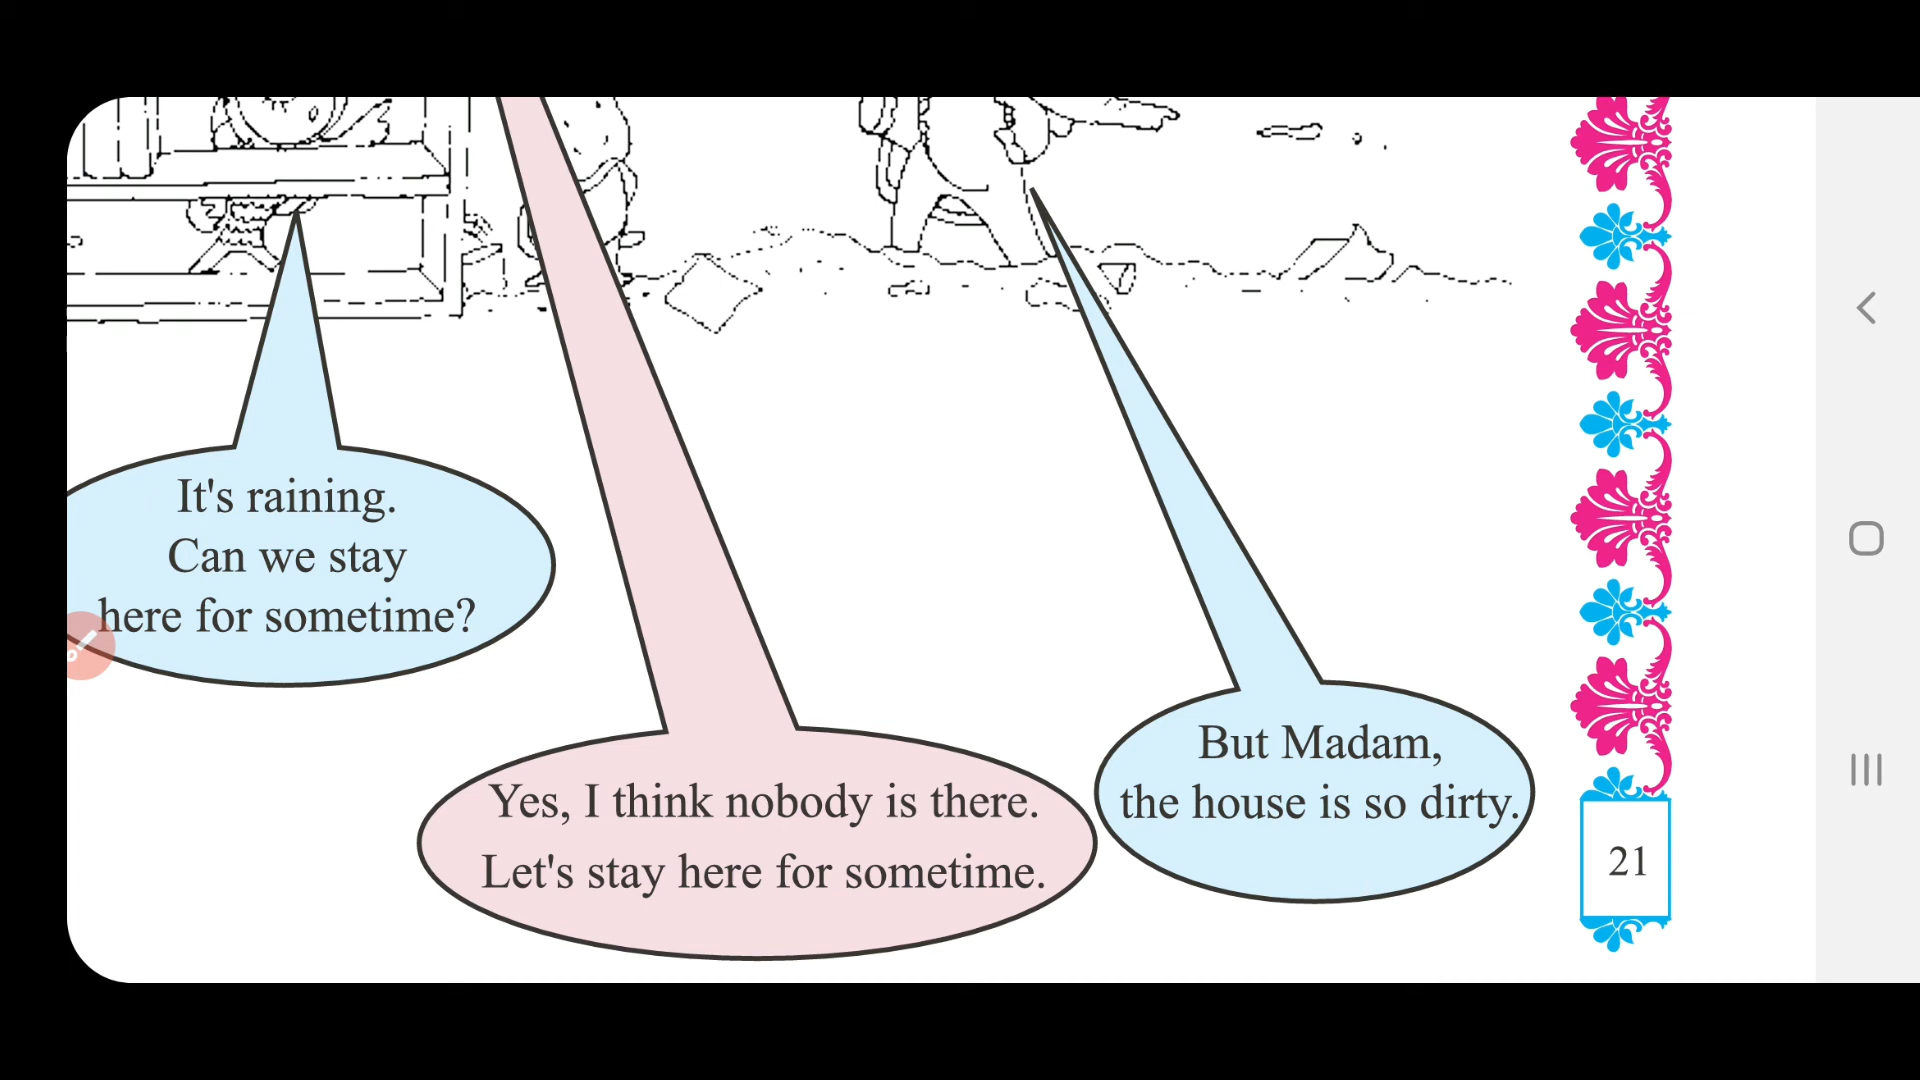 It's raining.
Can we stay
here for sometime?
Yes, I think nobody is there.
Let's stay here for sometime.
But Madam,
the house is so dirty.
21